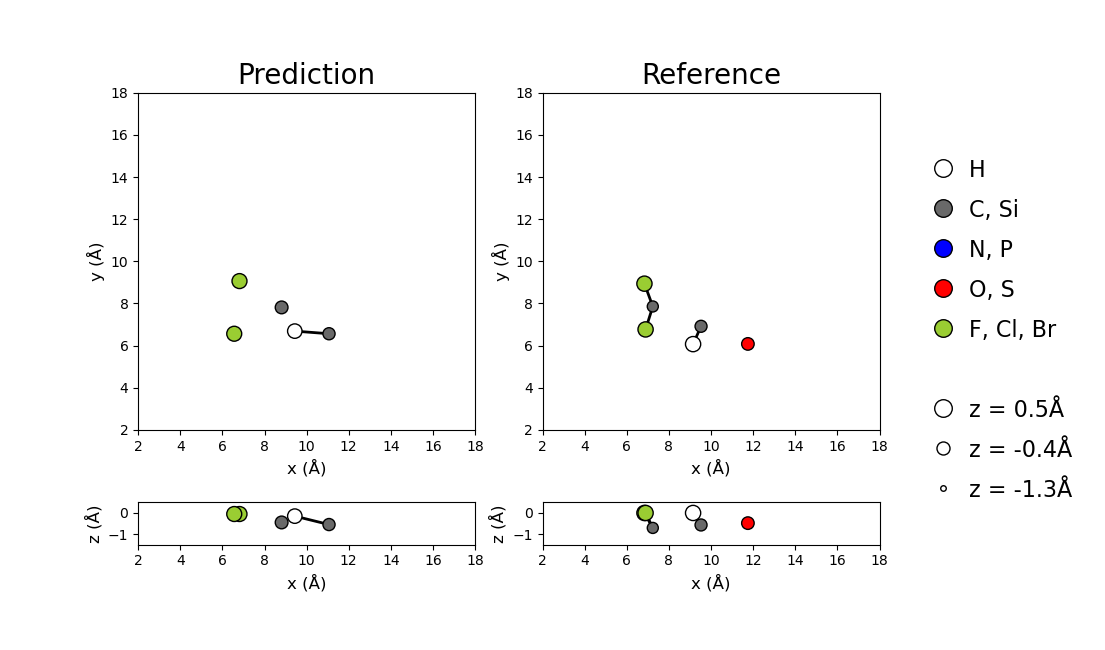 Prediction
Reference
18
16
14
12
10
8
6
4
2
y (Å)
2 4 6 8 10 12 14 16 18
x (Å)
18
16
14
12
10
8
6
4
2
y (Å)
2 4 6 8 10 12 14 16 18
x (Å)
0
−1
z (Å)
2 4 6 8 10 12 14 16 18
x (Å)
0
−1
z (Å)
2 4 6 8 10 12 14 16 18
x (Å)
H
C, Si
N, P
O, S
F, Cl, Br
z = 0.5Å
z = -0.4Å
z = -1.3Å